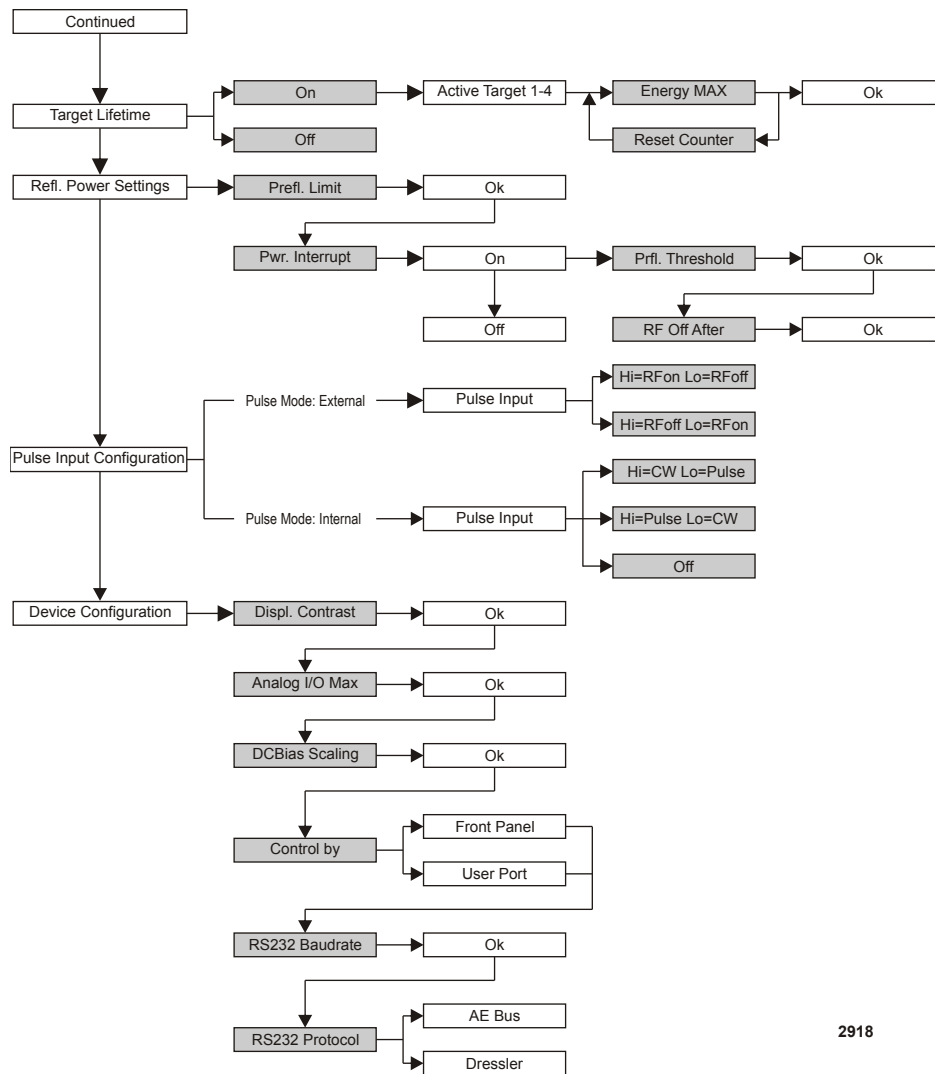 Continued
On
Active Target 1-4
Energy MAX
Ok
Target Lifetime
Off
Reset Counter
Refl. Power Settings
Prefl. Limit
Ok
Pwr. Interrupt
On
Prfl. Threshold
Ok
Off
RF Off After
Ok
Hi=RFon Lo=RFoff
Pulse Mode: External
Pulse Input
Hi=RFoff Lo=RFon
Pulse Input Configuration
Hi=CW Lo=Pulse
Pulse Mode: Internal
Pulse Input
Hi=Pulse Lo=CW
Off
Device Configuration
Displ. Contrast
Ok
Analog I/O Max
Ok
DCBias Scaling
Ok
Front Panel
Control by
User Port
RS232 Baudrate
Ok
AE Bus
RS232 Protocol
Dressler
2918